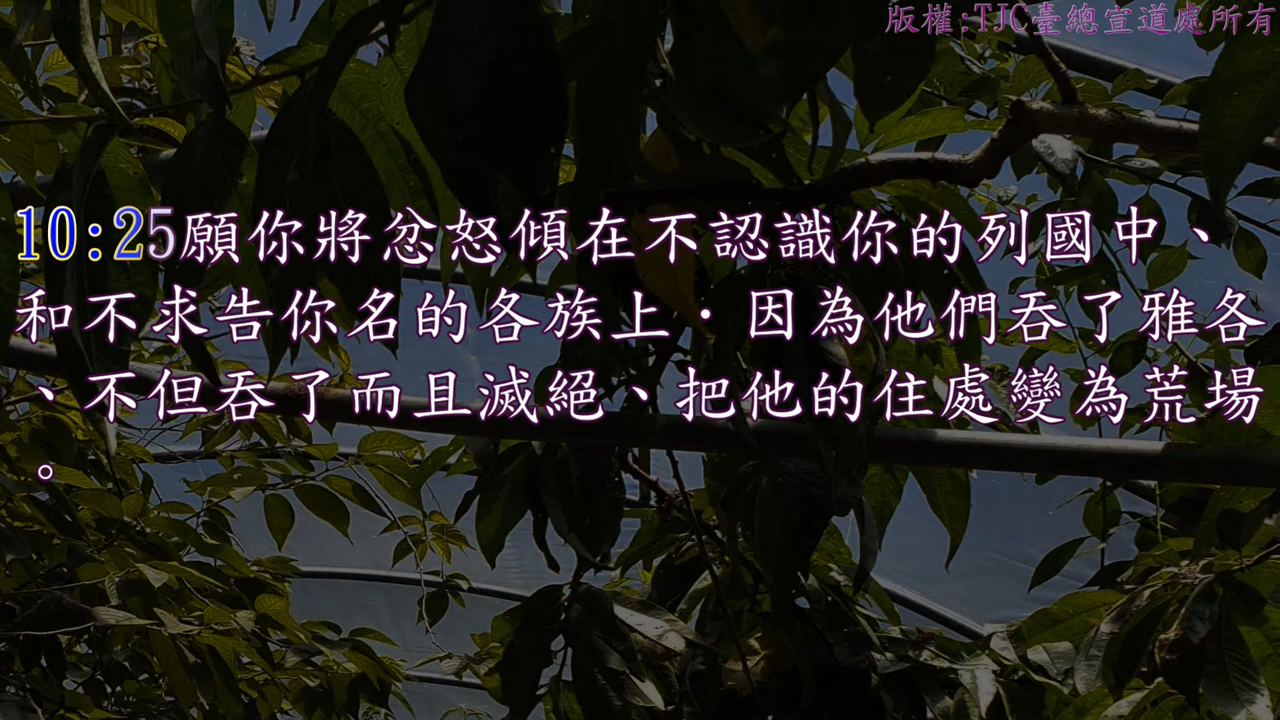 版權:TJC臺總宣道處所有
10:25願你將忿怒傾在不認識你的列國中、
和不求告你名的各族上．因為他們吞了雅各
、不但吞了而且滅絕、把他的住處變為荒場
。